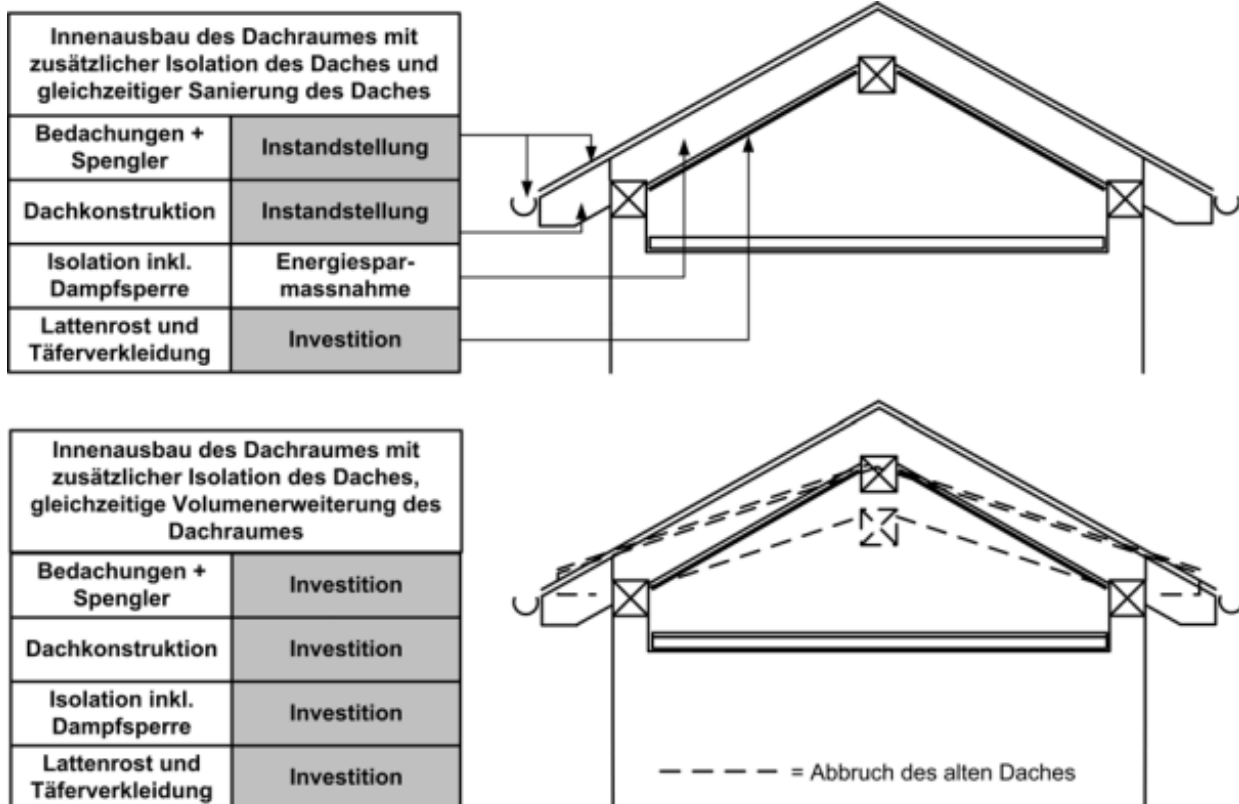 Innenausbau des Dachraumes mit
zusätzlicher Isolation des Daches und
gleichzeitiger Sanierung des Daches
Bedachungen +
Spengler
Instandstellung
Dachkonstruktion
Instandstellung
Isolation inkl.
Dampfsperre
Energiespar-
massnahme
Lattenrost und
Täferverkleidung
Investition
Innenausbau des Dachraumes mit
zusätzlicher Isolation des Daches,
gleichzeitige Volumenerweiterung des
Dachraumes
Bedachungen +
Spengler
Investition
Dachkonstruktion
Investition
Isolation inkl.
Dampfsperre
Investition
Lattenrost und
Täferverkleidung
Investition
= Abbruch des alten Daches